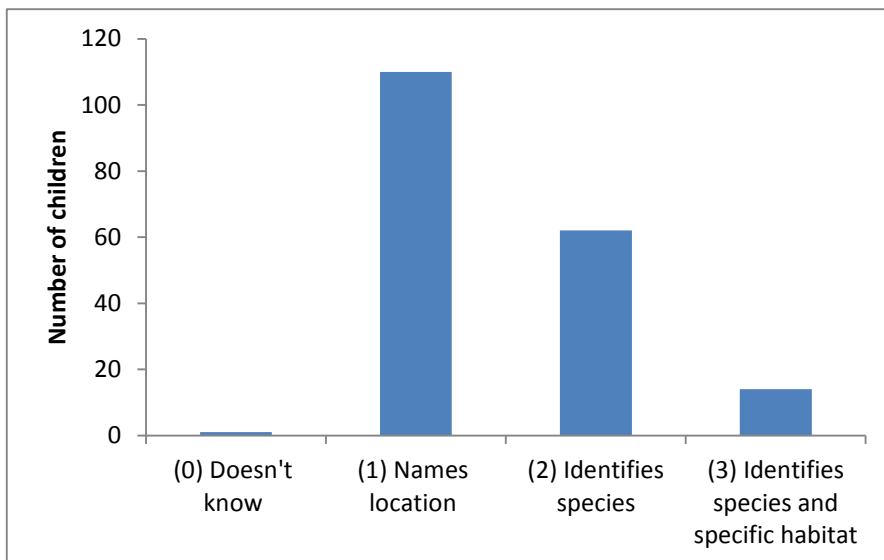 120
100
80
60
40
20
0
Number of children
(0) Doesn't
know
(1) Names
location
(2) Identifies
species
(3) Identifies
species and
specific habitat